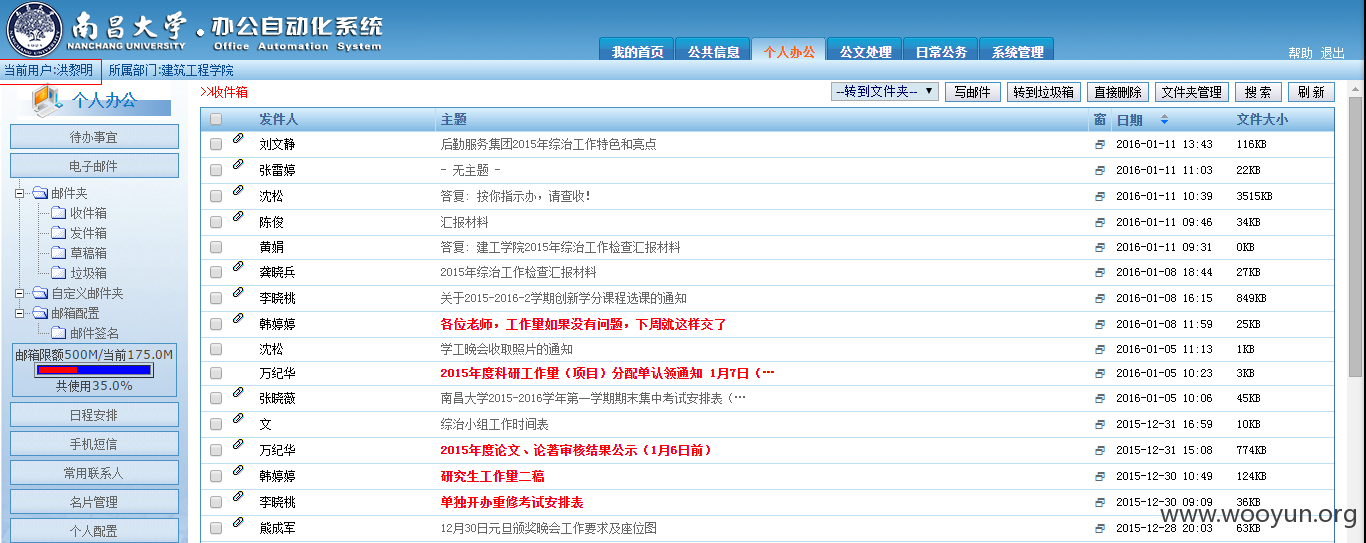 南昌大学.办公自动化系统
NANCHANG UNIVERSITY Office Automation System
我的首页 公共信息 个人办公 公文处理 日常公务 系统管理
帮助 退出
当前用户:洪黎明 所属部门:建筑工程学院
个人办公
待办事宜
电子邮件
邮件夹
收件箱
发件箱
草稿箱
垃圾箱
自定义邮件夹
邮箱配置
邮件签名
邮箱限额500M/当前175.0M
共使用35.0%
日程安排
手机短信
常用联系人
名片管理
个人配置
>>收件箱
--转到文件夹-- 写邮件 转到垃圾箱 直接删除 文件夹管理 搜 索 刷 新
发件人 主题 窗 日期 文件大小
刘文静 后勤服务集团2015年综治工作特色和亮点 2016-01-11 13:43 116KB
张雷婷 - 无主题 - 2016-01-11 11:03 22KB
沈松 答复: 按你指示办，请查收! 2016-01-11 10:39 3515KB
陈俊 汇报材料 2016-01-11 09:46 34KB
黄娟 答复: 建工学院2015年综治工作检查汇报材料 2016-01-11 09:31 0KB
龚晓兵 2015年综治工作检查汇报材料 2016-01-08 18:44 27KB
李晓桃 关于2015-2016-2学期创新学分课程选课的通知 2016-01-08 16:15 849KB
韩婷婷 各位老师，工作量如果没有问题，下周就这样交了 2016-01-08 11:59 25KB
沈松 学工晚会收取照片的通知 2016-01-05 11:13 1KB
万纪华 2015年度科研工作量（项目）分配单认领通知 1月7日（… 2016-01-05 10:23 3KB
张晓薇 南昌大学2015-2016学年第一学期期末集中考试安排表（… 2016-01-05 10:06 45KB
文 综治小组工作时间表 2015-12-31 16:59 10KB
万纪华 2015年度论文、论著审核结果公示（1月6日前） 2015-12-31 15:08 774KB
韩婷婷 研究生工作量二稿 2015-12-30 10:49 124KB
李晓桃 单独开办重修考试安排表 2015-12-30 09:09 36KB
熊成军 12月30日元旦颁奖晚会工作要求及座位图 2015-12-28 20:03 63KB
www.wooyun.org